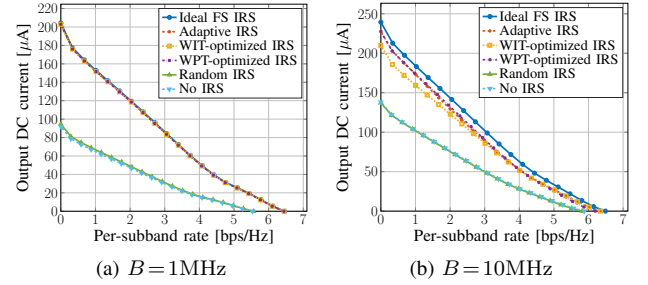 Output DC current [μA]
220
200
180
160
140
120
100
80
60
40
20
0
Ideal FS IRS
Adaptive IRS
WIT-optimized IRS
WPT-optimized IRS
Random IRS
No IRS
0 1 2 3 4 5 6 7
Per-subband rate [bps/Hz]
(a) B = 1MHz
Output DC current [μA]
250
200
150
100
50
0
Ideal FS IRS
Adaptive IRS
WIT-optimized IRS
WPT-optimized IRS
Random IRS
No IRS
0 1 2 3 4 5 6 7
Per-subband rate [bps/Hz]
(b) B = 10MHz